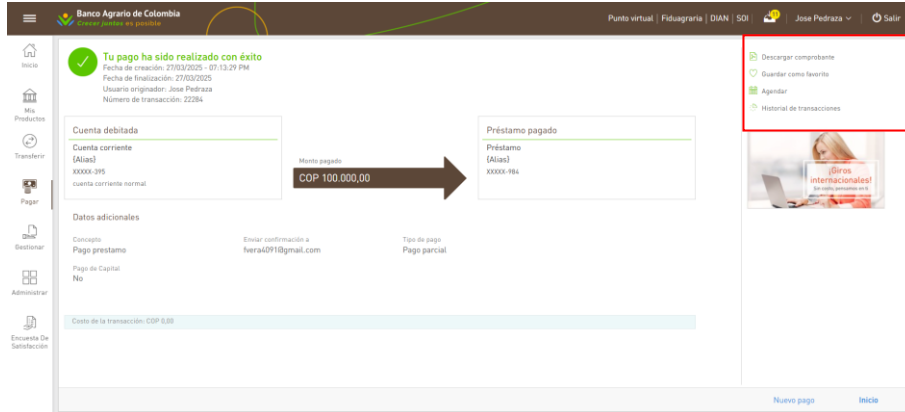 Banco Agrario de Colombia
Crecer juntos es posible
Punto virtual | Fiduagraria | DIAN | SOI | 11 | Jose Pedraza | Salir
Inicio
Mis
Productos
Transferir
Pagar
Gestionar
Administrar
Encuesta De
Satisfacción
Tu pago ha sido realizado con éxito
Fecha de creación: 27/03/2025 - 07:13:29 PM
Fecha de finalización: 27/03/2025
Usuario originador: Jose Pedraza
Número de transacción: 22284
Cuenta debitada
Cuenta corriente
{Alias}
XXXXX-395
cuenta corriente normal
Monto pagado
COP 100.000,00
Préstamo pagado
Préstamo
{Alias}
XXXXX-984
Datos adicionales
Concepto
Pago prestamo
Enviar confirmación a
fvera4091@gmail.com
Tipo de pago
Pago parcial
Pago de Capital
No
Costo de la transacción: COP 0,00
Descargar comprobante
Guardar como favorito
Agendar
Historial de transacciones
¡Giros
internacionales!
Sin costo, pensamos en ti
Nuevo pago
Inicio